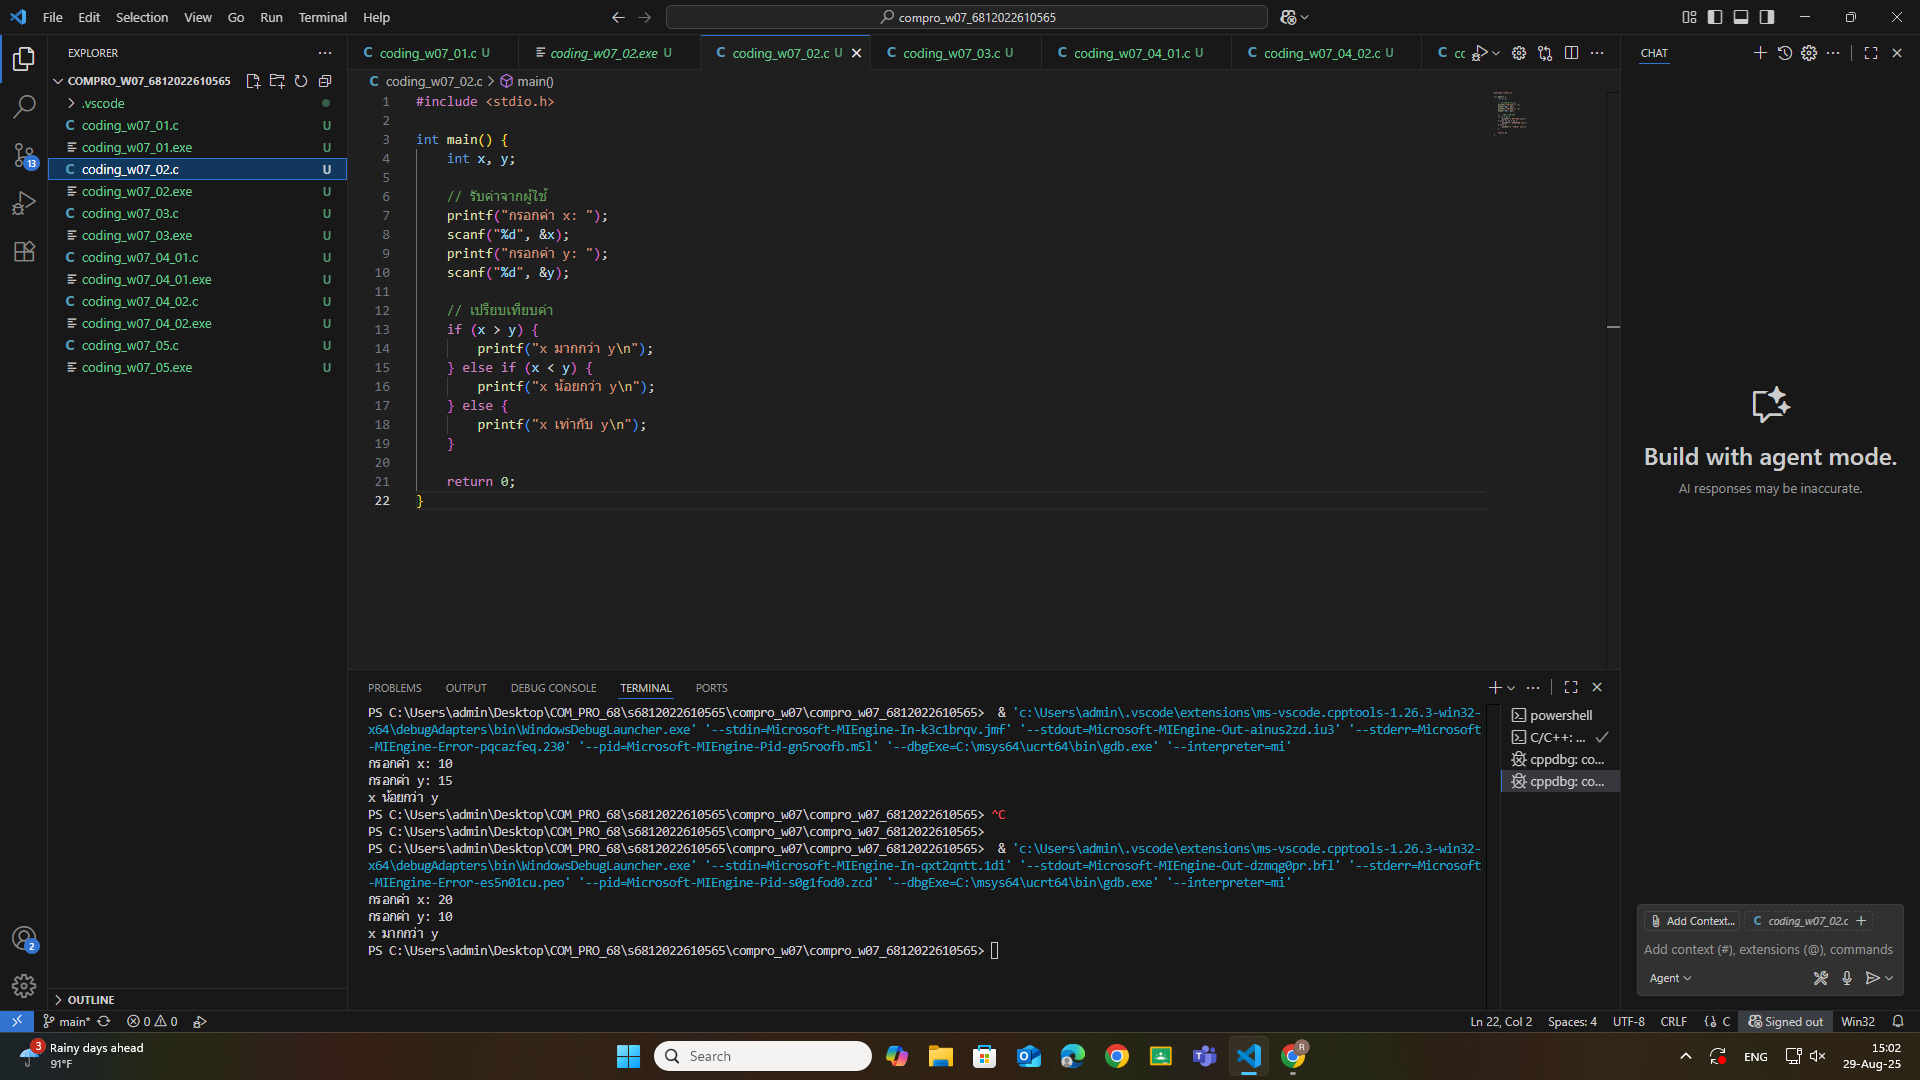 File Edit Selection View Go Run Terminal Help
compro_w07_6812022610565
EXPLORER
COMPRO_W07_6812022610565
.vscode
coding_w07_01.c U
coding_w07_01.exe U
coding_w07_02.c U
coding_w07_02.exe U
coding_w07_03.c U
coding_w07_03.exe U
coding_w07_04_01.c U
coding_w07_04_01.exe U
coding_w07_04_02.c U
coding_w07_04_02.exe U
coding_w07_05.c U
coding_w07_05.exe U
OUTLINE
13
2
C coding_w07_01.c U
coding_w07_02.exe U
C coding_w07_02.c U
C coding_w07_03.c U
C coding_w07_04_01.c U
C coding_w07_04_02.c U
C cc
C coding_w07_02.c > main()
1 #include <stdio.h>
2
3 int main() {
4 int x, y;
5
6 // รับค่าจากผู้ใช้
7 printf("กรอกค่า x: ");
8 scanf("%d", &x);
9 printf("กรอกค่า y: ");
10 scanf("%d", &y);
11
12 // เปรียบเทียบค่า
13 if (x > y) {
14 printf("x มากกว่า y\n");
15 } else if (x < y) {
16 printf("x น้อยกว่า y\n");
17 } else {
18 printf("x เท่ากับ y\n");
19 }
20
21 return 0;
22 }
PROBLEMS OUTPUT DEBUG CONSOLE TERMINAL PORTS
PS C:\Users\admin\Desktop\COM_PRO_68\s6812022610565\compro_w07\compro_w07_6812022610565> & 'c:\Users\admin\.vscode\extensions\ms-vscode.cpptools-1.26.3-win32-
x64\debugAdapters\bin\WindowsDebugLauncher.exe' '--stdin=Microsoft-MIEngine-In-k3c1brqv.jmf' '--stdout=Microsoft-MIEngine-Out-ainus2zd.iu3' '--stderr=Microsoft
-MIEngine-Error-pqcazfeq.230' '--pid=Microsoft-MIEngine-Pid-gn5roofb.m5l' '--dbgExe=C:\msys64\ucrt64\bin\gdb.exe' '--interpreter=mi'
กรอกค่า x: 10
กรอกค่า y: 15
x น้อยกว่า y
PS C:\Users\admin\Desktop\COM_PRO_68\s6812022610565\compro_w07\compro_w07_6812022610565> ^C
PS C:\Users\admin\Desktop\COM_PRO_68\s6812022610565\compro_w07\compro_w07_6812022610565>
PS C:\Users\admin\Desktop\COM_PRO_68\s6812022610565\compro_w07\compro_w07_6812022610565> & 'c:\Users\admin\.vscode\extensions\ms-vscode.cpptools-1.26.3-win32-
x64\debugAdapters\bin\WindowsDebugLauncher.exe' '--stdin=Microsoft-MIEngine-In-qxt2qntt.1di' '--stdout=Microsoft-MIEngine-Out-dzmqg0pr.bfl' '--stderr=Microsoft
-MIEngine-Error-es5n01cu.peo' '--pid=Microsoft-MIEngine-Pid-s0g1fod0.zcd' '--dbgExe=C:\msys64\ucrt64\bin\gdb.exe' '--interpreter=mi'
กรอกค่า x: 20
กรอกค่า y: 10
x มากกว่า y
PS C:\Users\admin\Desktop\COM_PRO_68\s6812022610565\compro_w07\compro_w07_6812022610565>
powershell
C/C++: ...
cppdbg: co...
cppdbg: co...
CHAT
Build with agent mode.
AI responses may be inaccurate.
Add Context... C coding_w07_02.c +
Add context (#), extensions (@), commands
Agent
main* 0 0
Ln 22, Col 2 Spaces: 4 UTF-8 CRLF {} C Signed out Win32
3
Rainy days ahead
91°F
Search
R
ENG
15:02
29-Aug-25